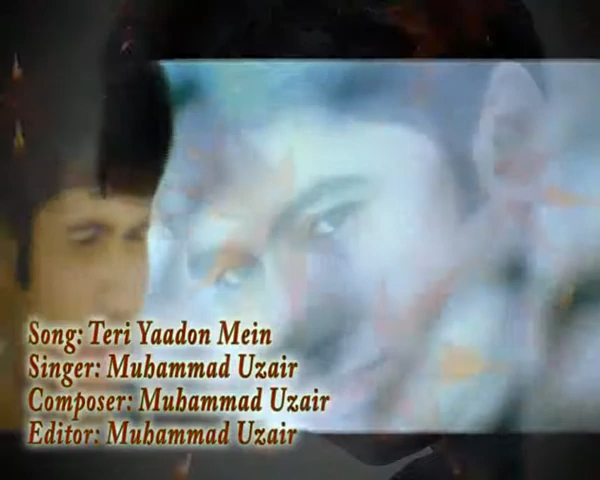 Song: Teri Yaadon Mein
Singer: Muhammad Uzair
Composer: Muhammad Uzair
Editor: Muhammad Uzair